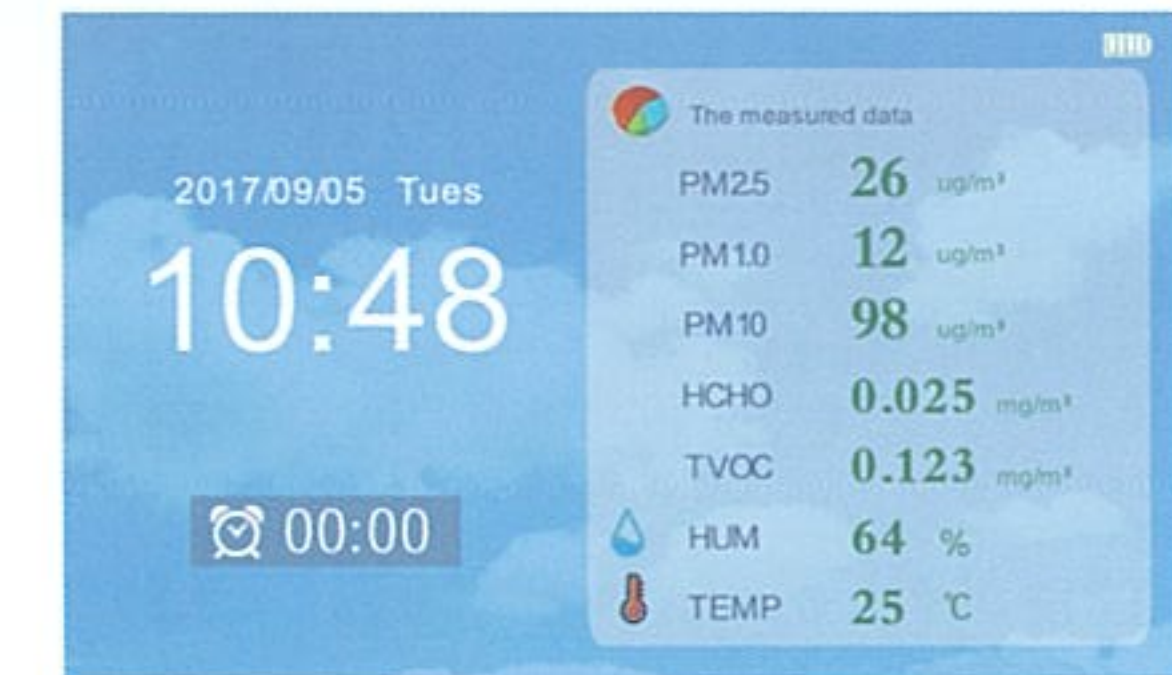 2017/09/05 Tues
10:48
00:00
The measured data
PM2.5 26 ug/m³
PM1.0 12 ug/m³
PM10 98 ug/m³
HCHO 0.025 mg/m³
TVOC 0.123 mg/m³
HUM 64 %
TEMP 25 ℃